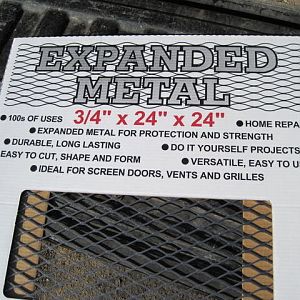 EXPANDED
METAL
● 100s OF USES 3/4" x 24" x 24" ● HOME REPA
● EXPANDED METAL FOR PROTECTION AND STRENGTH
● DURABLE, LONG LASTING ● DO IT YOURSELF PROJECTS
EASY TO CUT, SHAPE AND FORM ● VERSATILE, EASY TO U
● IDEAL FOR SCREEN DOORS, VENTS AND GRILLES